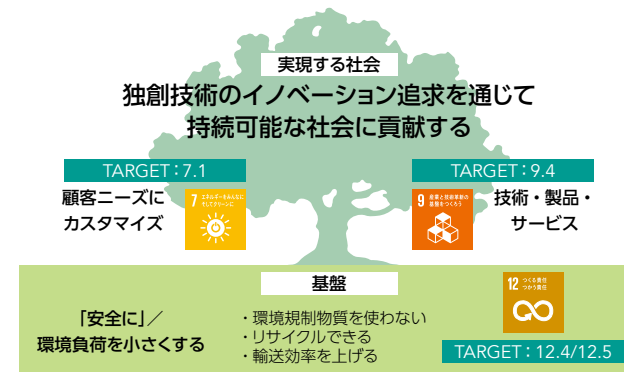 実現する社会
独創技術のイノベーション追求を通じて
持続可能な社会に貢献する
TARGET：7.1
顧客ニーズに
カスタマイズ
7 エネルギーをみんなに
そしてクリーンに
TARGET：9.4
9 産業と技術革新の
基盤をつくろう
技術・製品・
サービス
基盤
「安全に」／
環境負荷を小さくする
・環境規制物質を使わない
・リサイクルできる
・輸送効率を上げる
12 つくる責任
つかう責任
TARGET：12.4/12.5